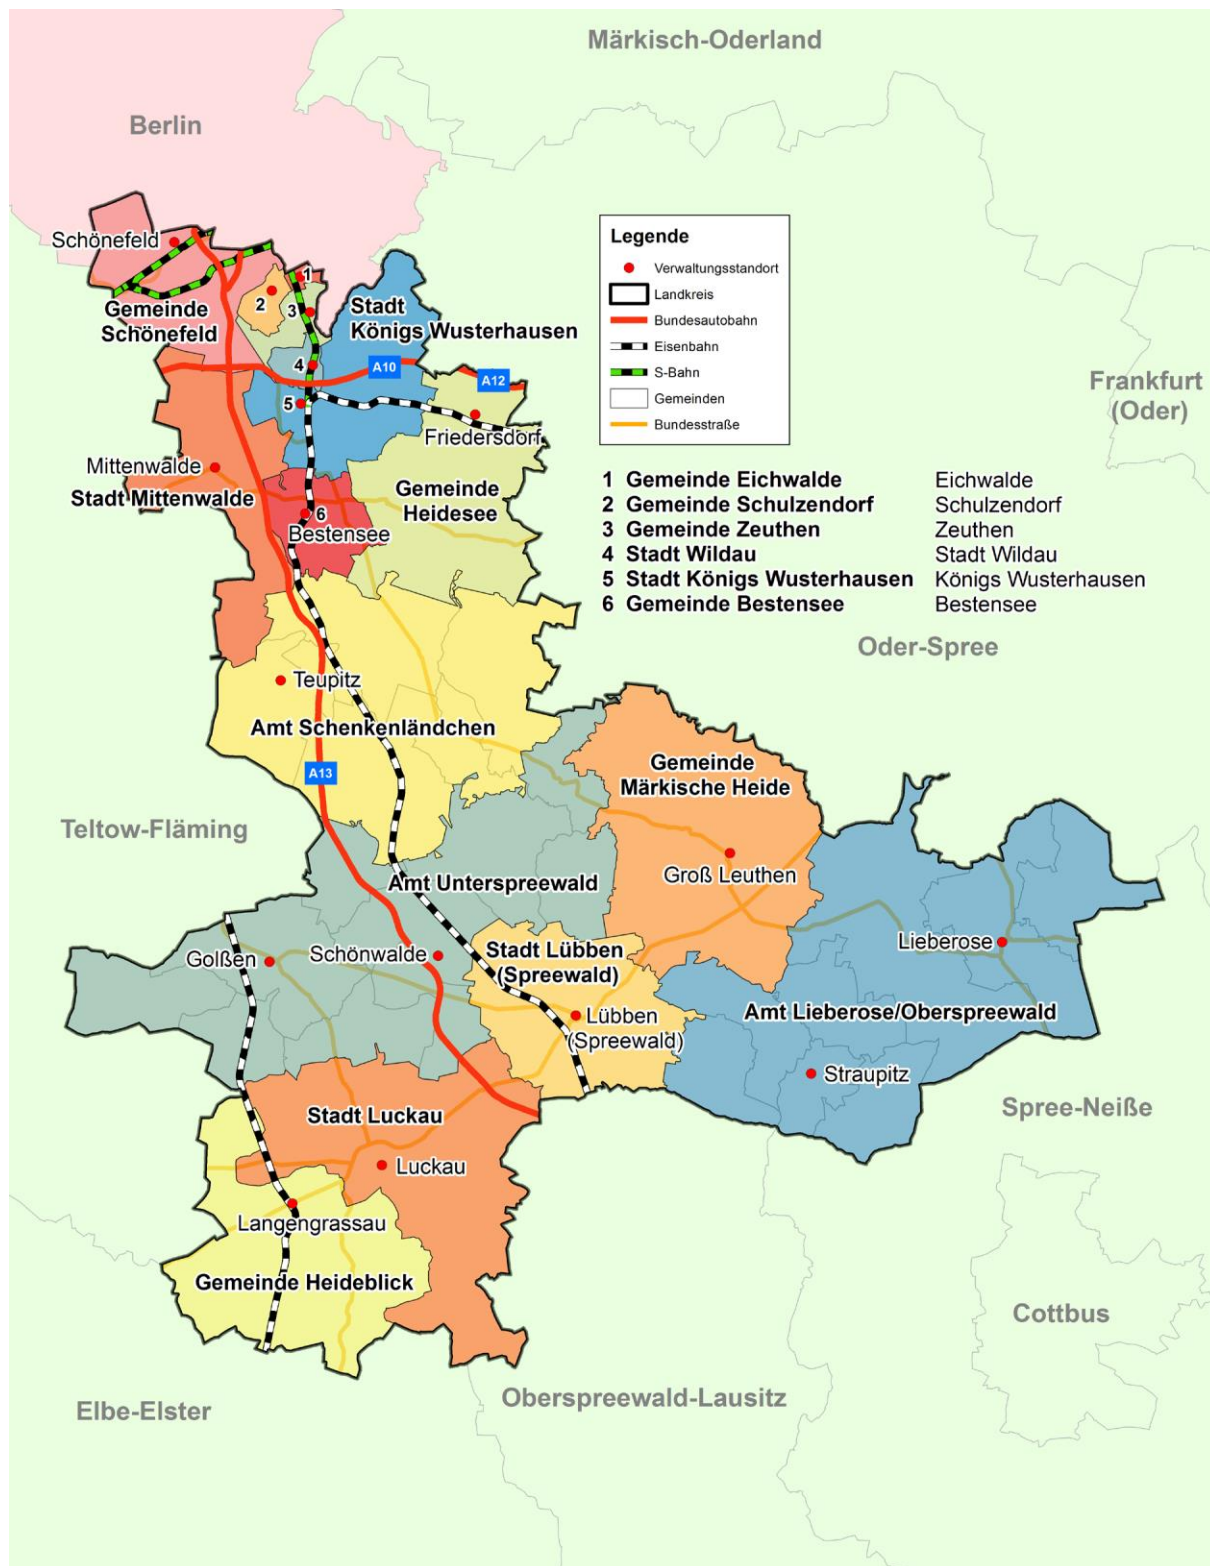 Märkisch-Oderland
Berlin
Schönefeld
Gemeinde
Schönefeld
1
2
3
Stadt
Königs Wusterhausen
4
A10
A12
5
Friedersdorf
Legende
Verwaltungsstandort
Landkreis
Bundesautobahn
Eisenbahn
S-Bahn
Gemeinden
Bundesstraße
Frankfurt
(Oder)
Mittenwalde
Stadt Mittenwalde
Gemeinde
Heidesee
6
Bestensee
1 Gemeinde Eichwalde Eichwalde
2 Gemeinde Schulzendorf Schulzendorf
3 Gemeinde Zeuthen Zeuthen
4 Stadt Wildau Stadt Wildau
5 Stadt Königs Wusterhausen Königs Wusterhausen
6 Gemeinde Bestensee Bestensee
Oder-Spree
Teupitz
Amt Schenkenländchen
A13
Gemeinde
Märkische Heide
Teltow-Fläming
Groß Leuthen
Amt Unterspreewald
Golßen
Schönwalde
Stadt Lübben
(Spreewald)
Lieberose
Lübben
(Spreewald)
Amt Lieberose/Oberspreewald
Straupitz
Spree-Neiße
Stadt Luckau
Luckau
Langengrassau
Gemeinde Heideblick
Cottbus
Oberspreewald-Lausitz
Elbe-Elster